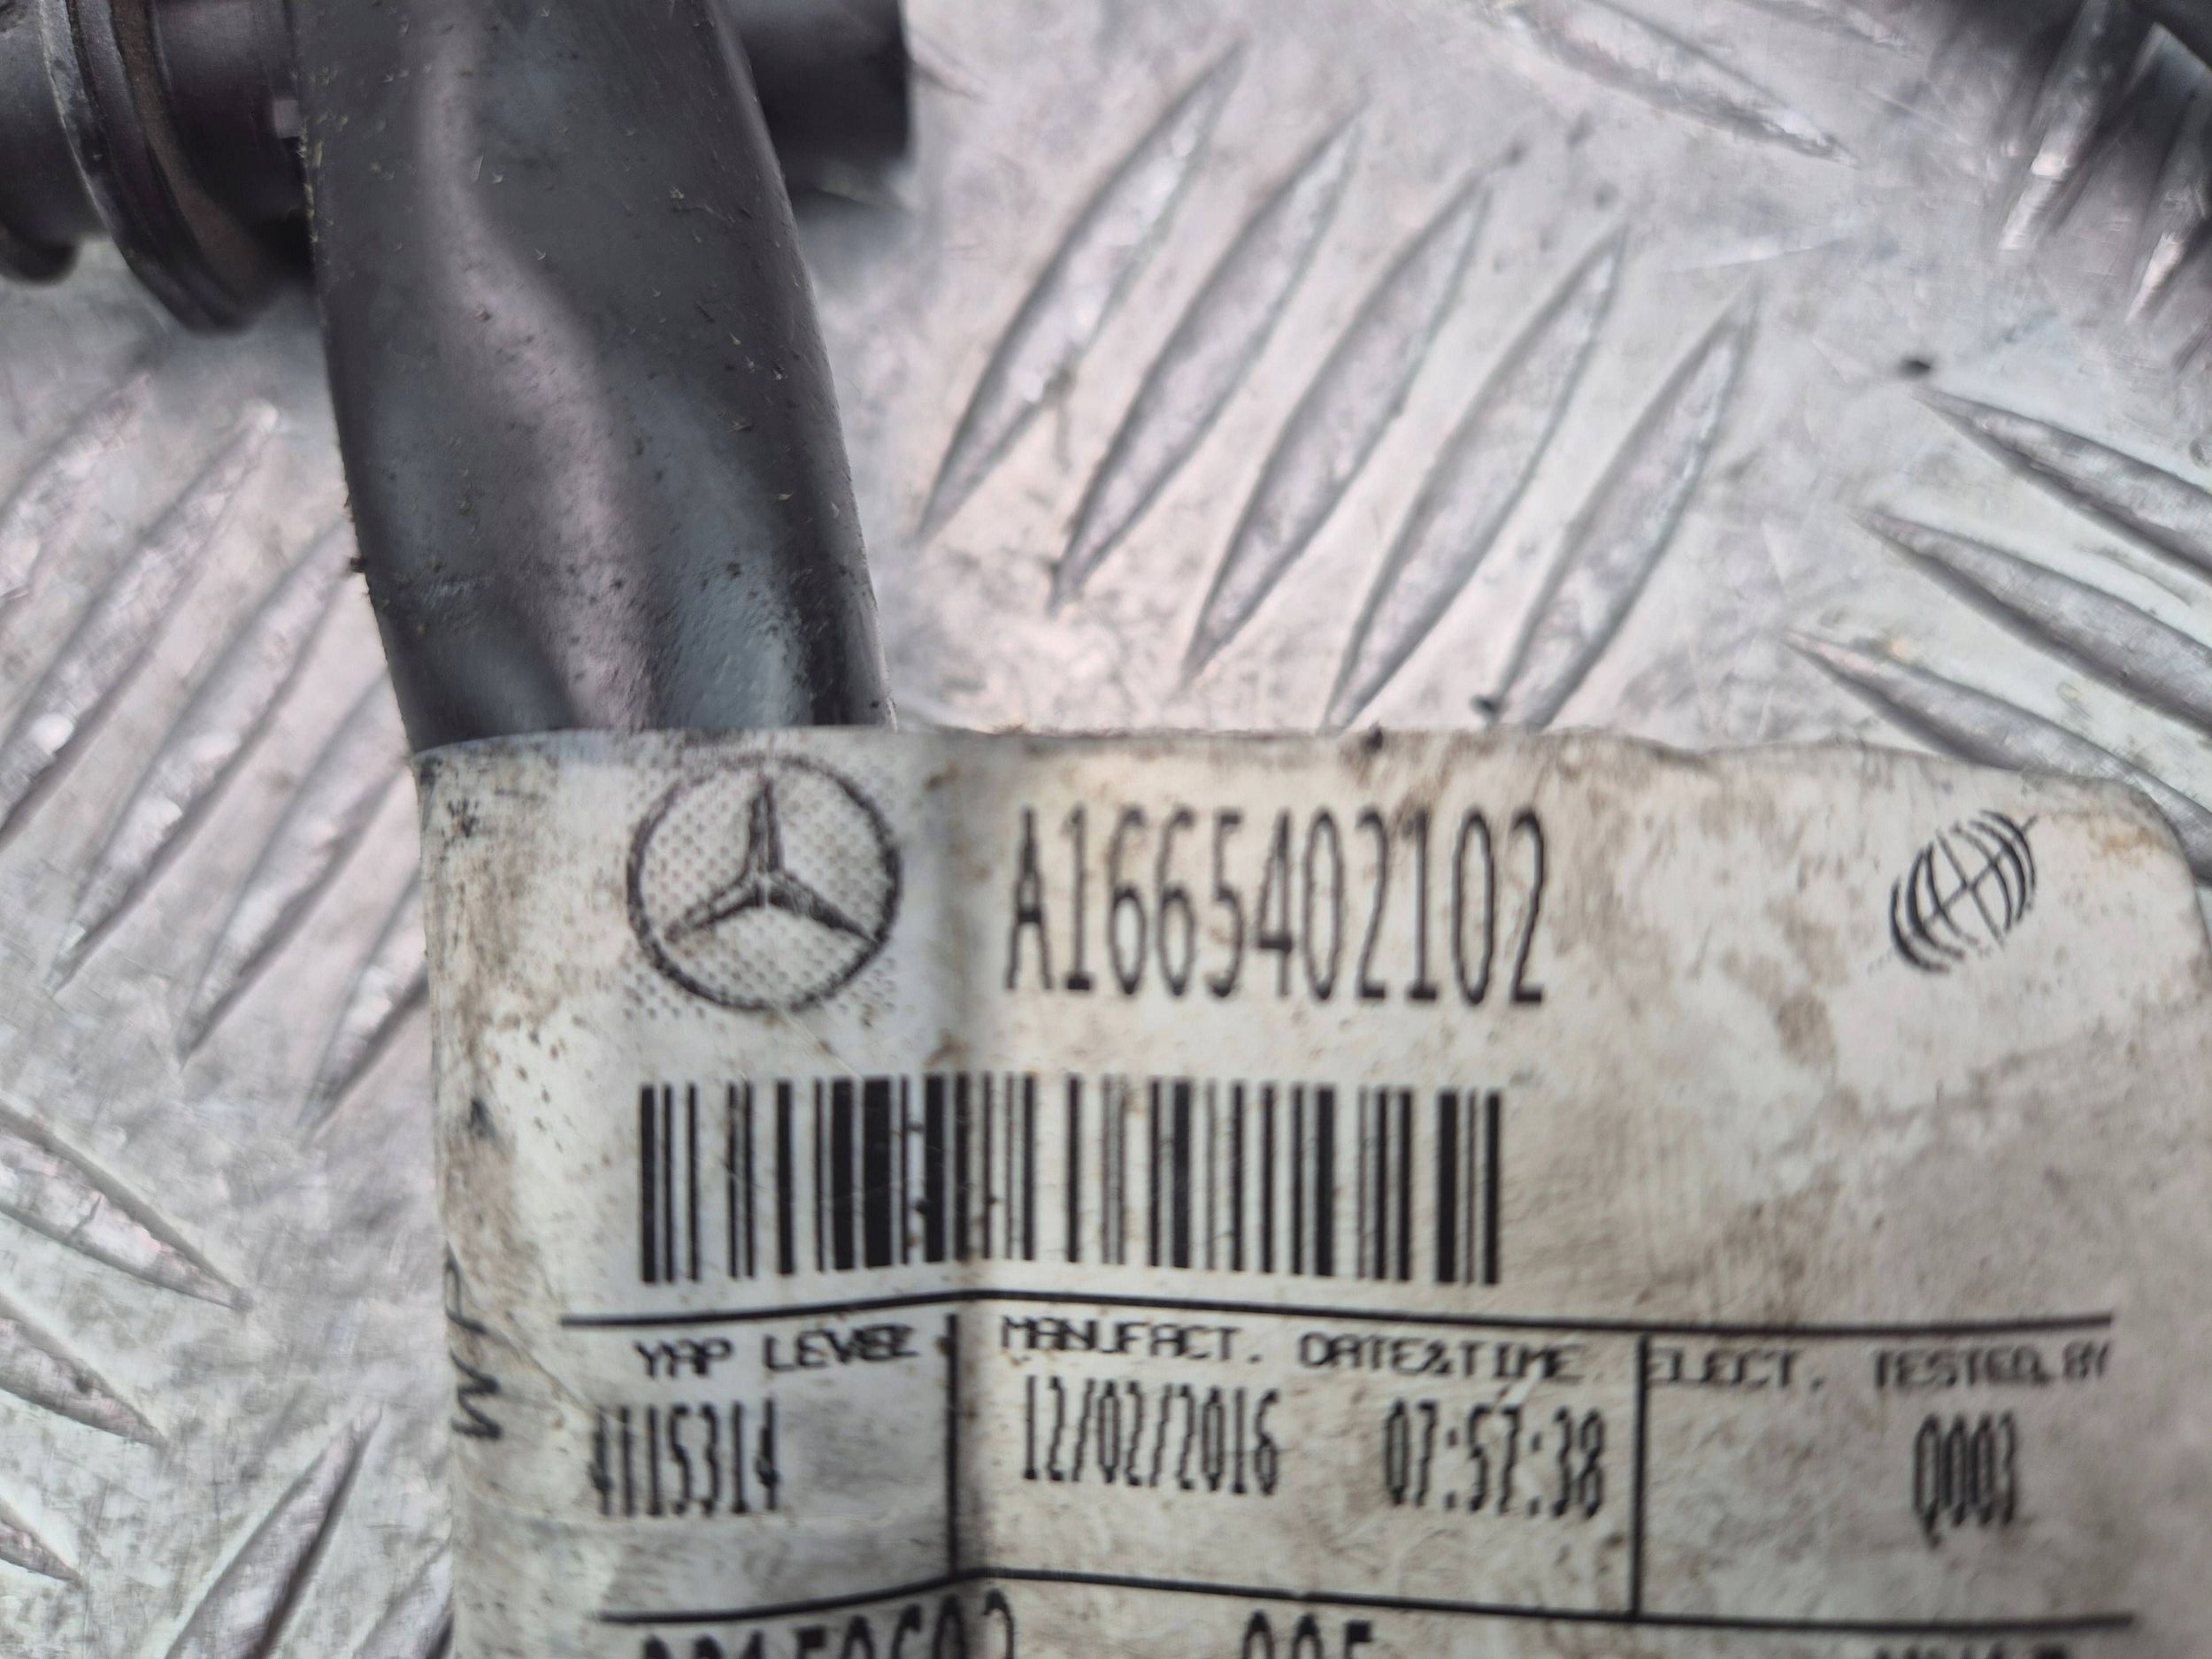 A1665402102
YAP LEVEL MANUFACT. DATE&TIME ELECT. TESTED BY
4115314 12/02/2016 07:57:38 Q003